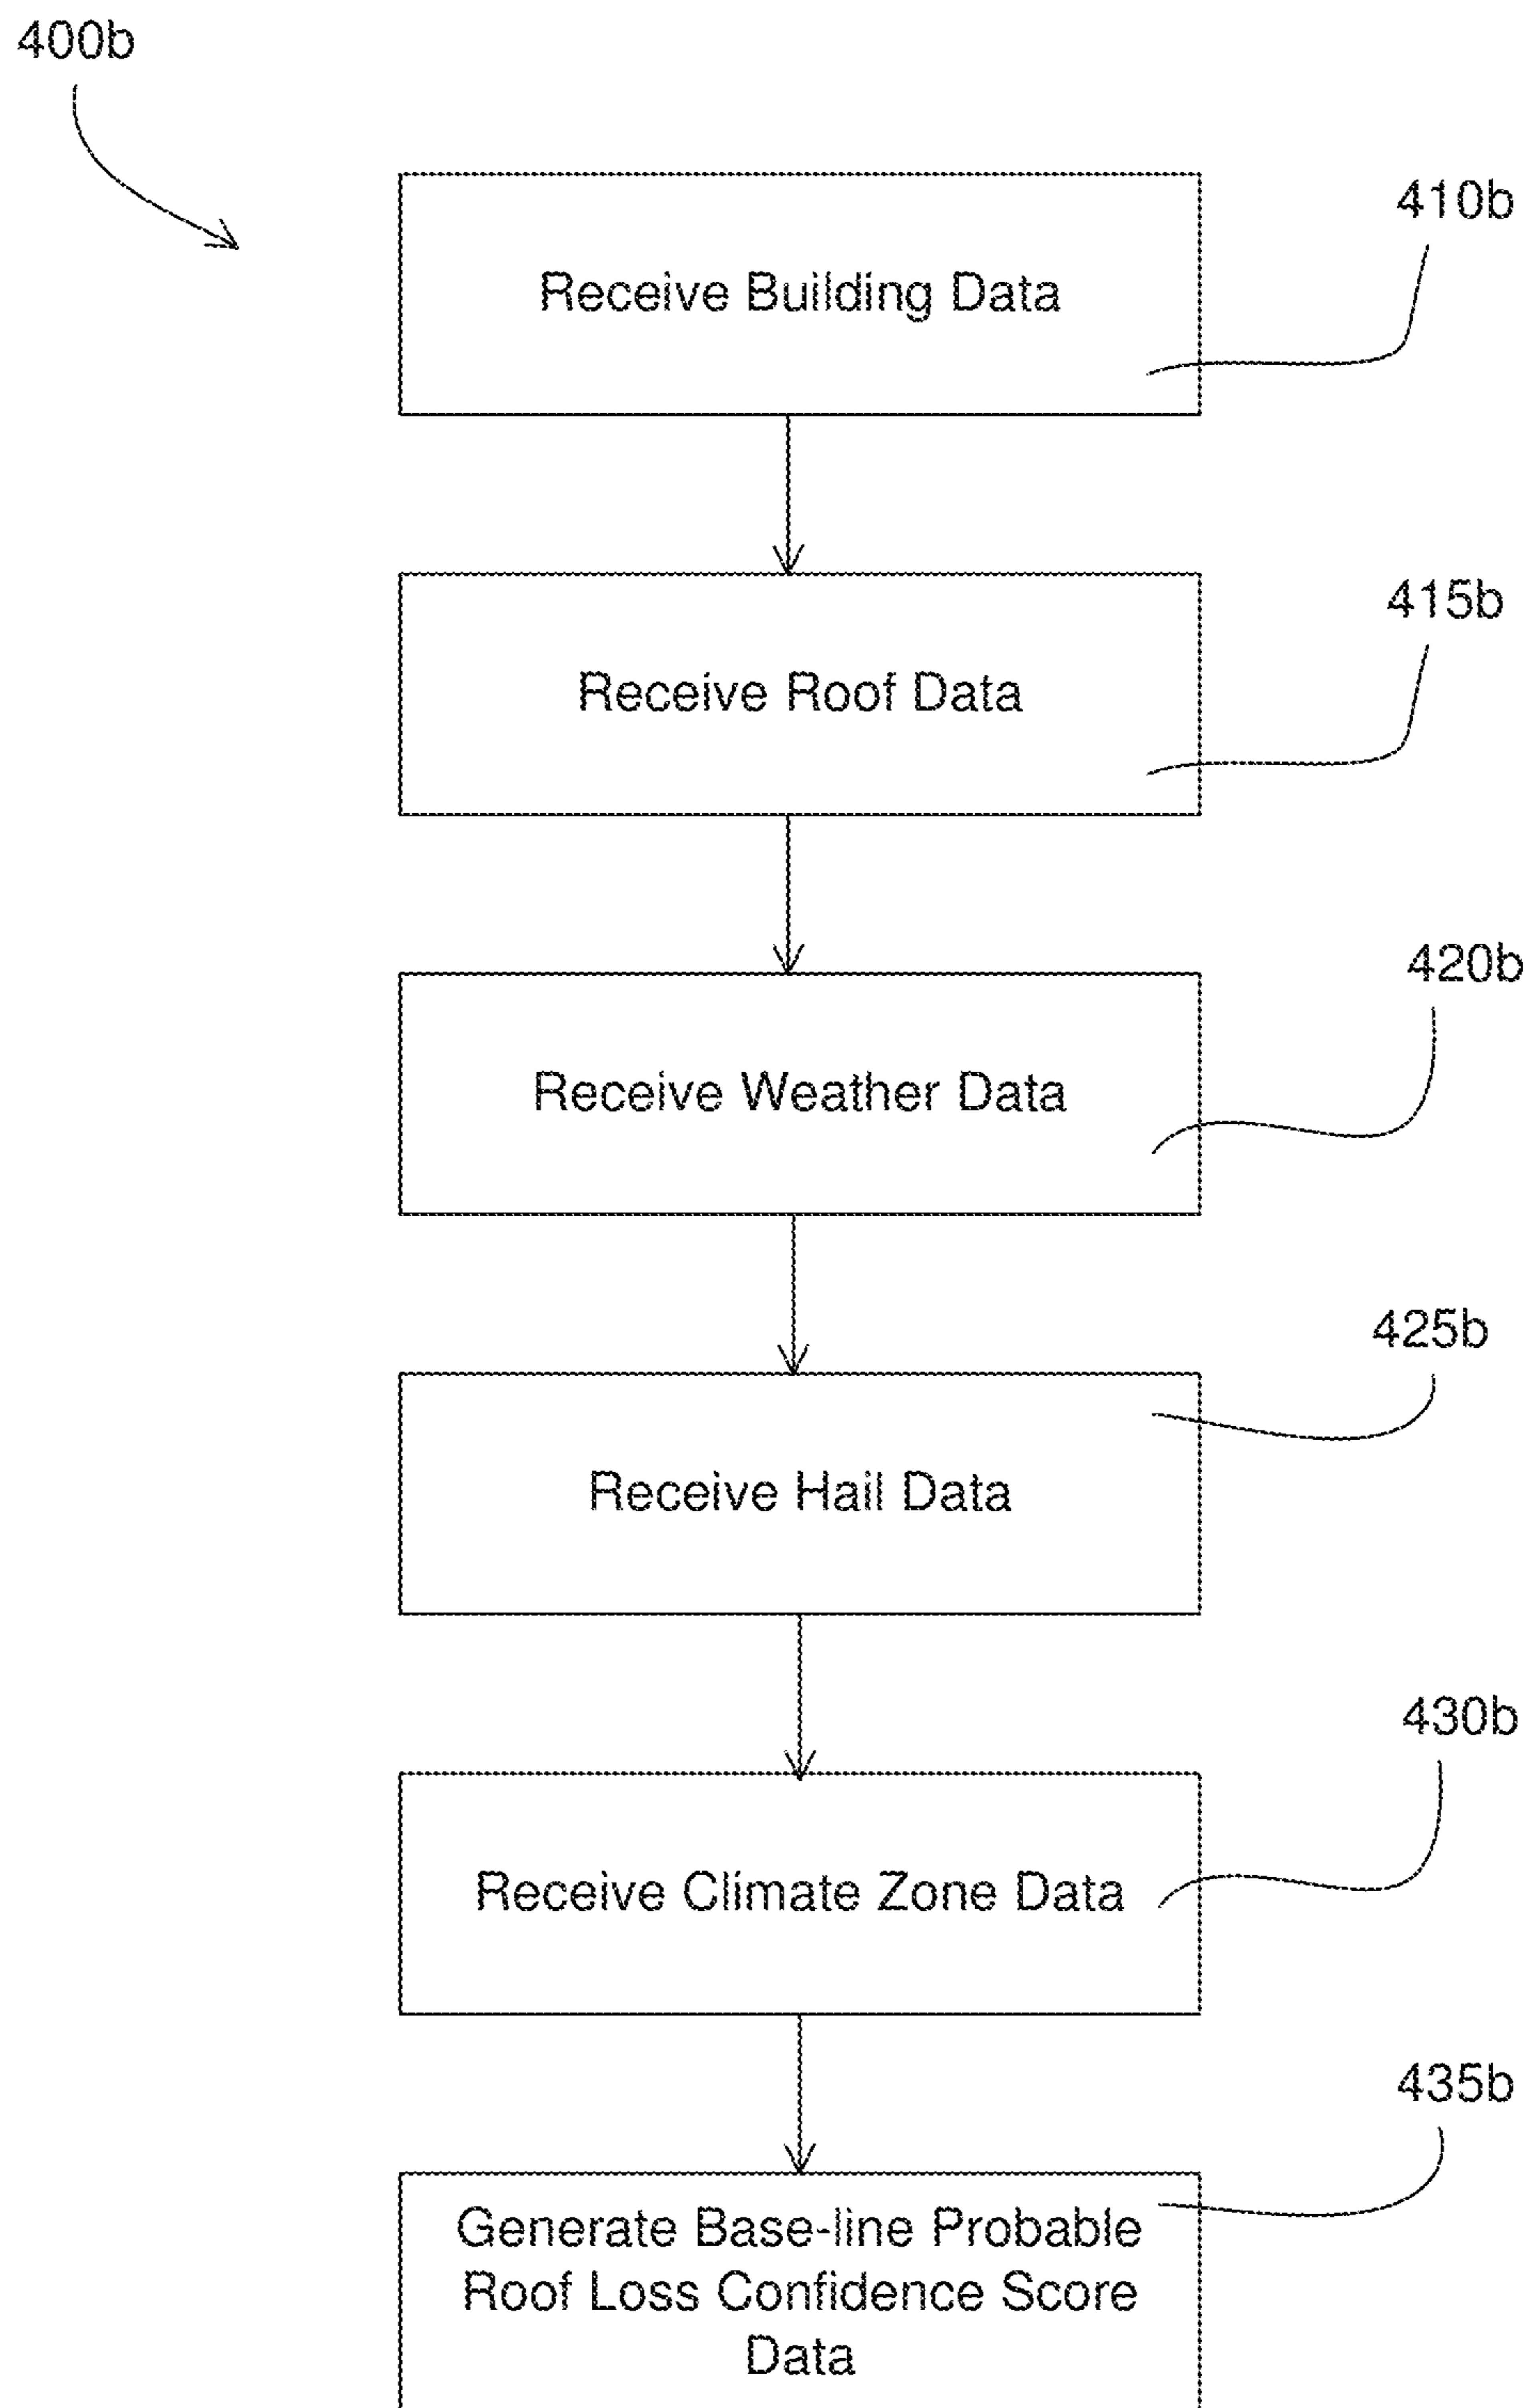 400b
410b
Receive Building Data
415b
Receive Roof Data
420b
Receive Weather Data
425b
Receive Hail Data
430b
Receive Climate Zone Data
435b
Generate Base-line Probable
Roof Loss Confidence Score
Data